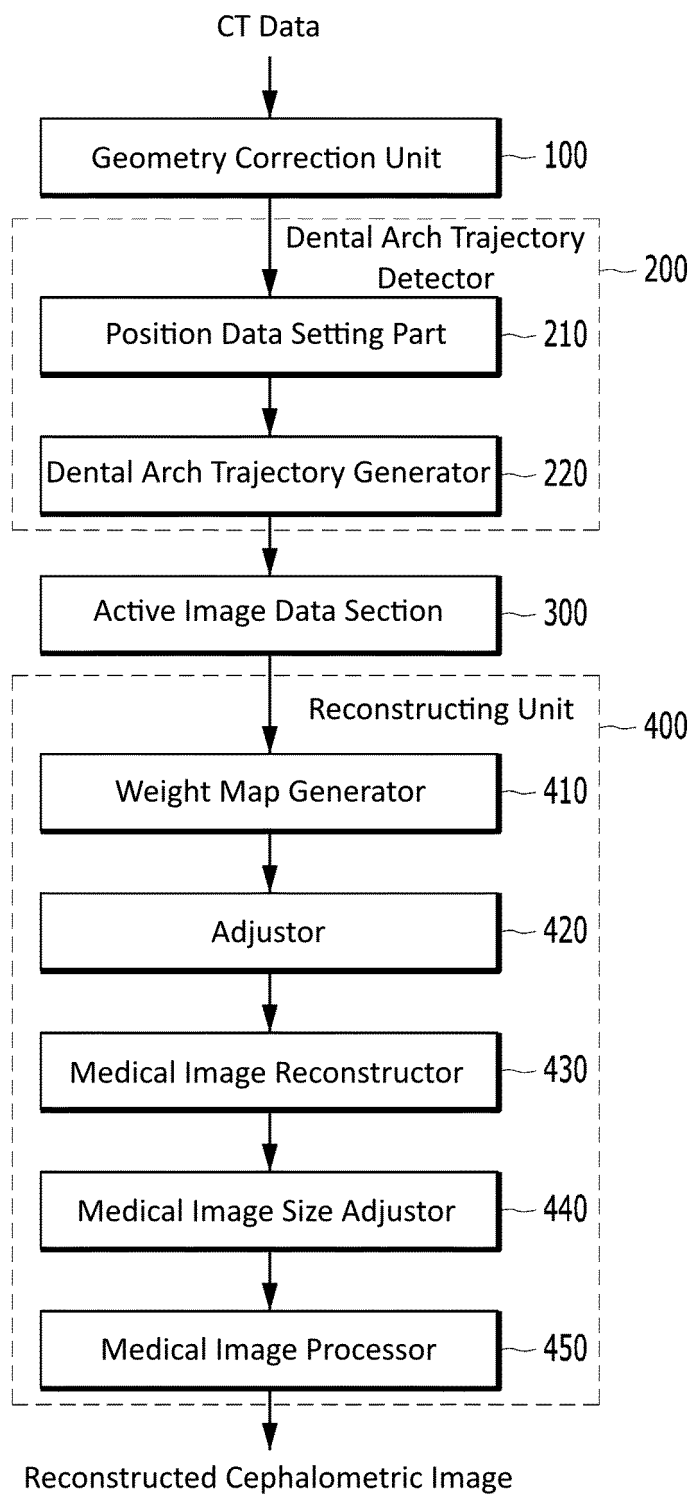 CT Data
Geometry Correction Unit
100
Dental Arch Trajectory
Detector
200
Position Data Setting Part
210
Dental Arch Trajectory Generator
220
Active Image Data Section
300
Reconstructing Unit
400
Weight Map Generator
410
Adjustor
420
Medical Image Reconstructor
430
Medical Image Size Adjustor
440
Medical Image Processor
450
Reconstructed Cephalometric Image